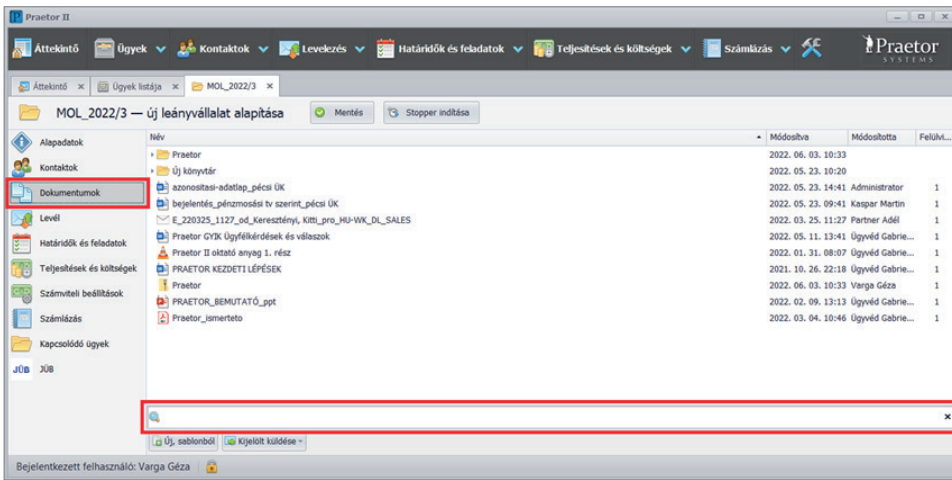 Praetor II
Áttekintő Ügyek Kontaktok Levelezés Határidők és feladatok Teljesítések és költségek Számlázás Praetor SYSTEMS
Áttekintő Ügyek listája MOL_2022/3
MOL_2022/3 — új leányvállalat alapítása Mentés Stopper indítása
Alapadatok
Kontaktok
Dokumentumok
Levél
Határidők és feladatok
Teljesítések és költségek
Számviteli beállítások
Számlázás
Kapcsolódó ügyek
JÜB JÜB
Név Módosítva Módosította Felülvi...
Praetor 2022. 06. 03. 10:33
Új könyvtár 2022. 05. 23. 10:20
azonositasi-adatlap_pécsi ÜK 2022. 05. 23. 14:41 Administrator 1
bejelentés_pénzmosási tv szerint_pécsi ÜK 2022. 05. 23. 09:41 Kaspar Martin 1
E_220325_1127_od_Keresztényi, Kitti_pro_HU-WK_DL_SALES 2022. 03. 25. 11:27 Partner Adél 1
Praetor GYIK Ügyfélkérdések és válaszok 2022. 05. 11. 13:41 Ügyvéd Gabrie... 1
Praetor II oktató anyag 1. rész 2022. 01. 31. 08:07 Ügyvéd Gabrie... 1
PRAETOR KEZDETI LÉPÉSEK 2021. 10. 26. 22:18 Ügyvéd Gabrie... 1
Praetor 2022. 06. 03. 10:33 Varga Géza 1
PRAETOR_BEMUTATÓ_ppt 2022. 02. 09. 13:13 Ügyvéd Gabrie... 1
Praetor_ismerteto 2022. 03. 04. 10:46 Ügyvéd Gabrie... 1
Új, sablonból Kijelölt küldése
Bejelentkezett felhasználó: Varga Géza